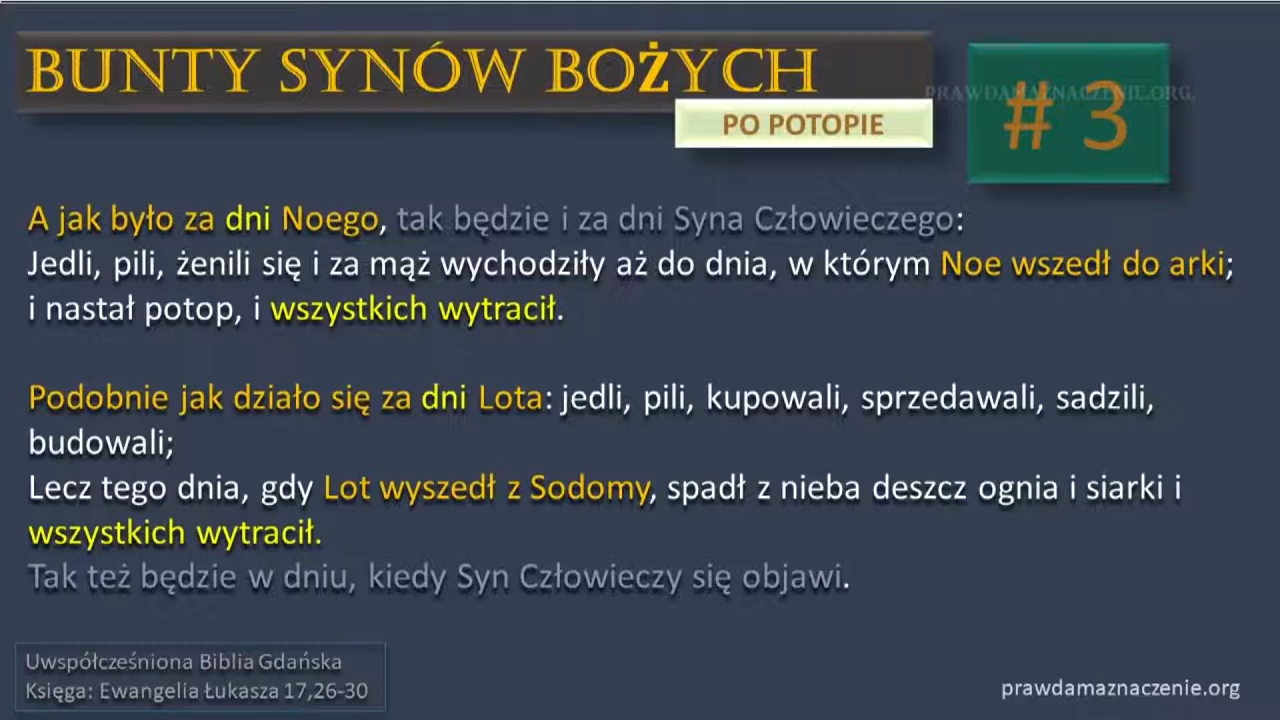 BUNTY SYNÓW BOŻYCH
PO POTOPIE
# 3
PRAWDAMAZNACZENIE.ORG.
A jak było za dni Noego, tak będzie i za dni Syna Człowieczego:
Jedli, pili, żenili się i za mąż wychodziły aż do dnia, w którym Noe wszedł do arki;
i nastał potop, i wszystkich wytracił.
Podobnie jak działo się za dni Lota: jedli, pili, kupowali, sprzedawali, sadzili,
budowali;
Lecz tego dnia, gdy Lot wyszedł z Sodomy, spadł z nieba deszcz ognia i siarki i
wszystkich wytracił.
Tak też będzie w dniu, kiedy Syn Człowieczy się objawi.
Uwspółcześniona Biblia Gdańska
Księga: Ewangelia Łukasza 17,26-30
prawdamaznaczenie.org